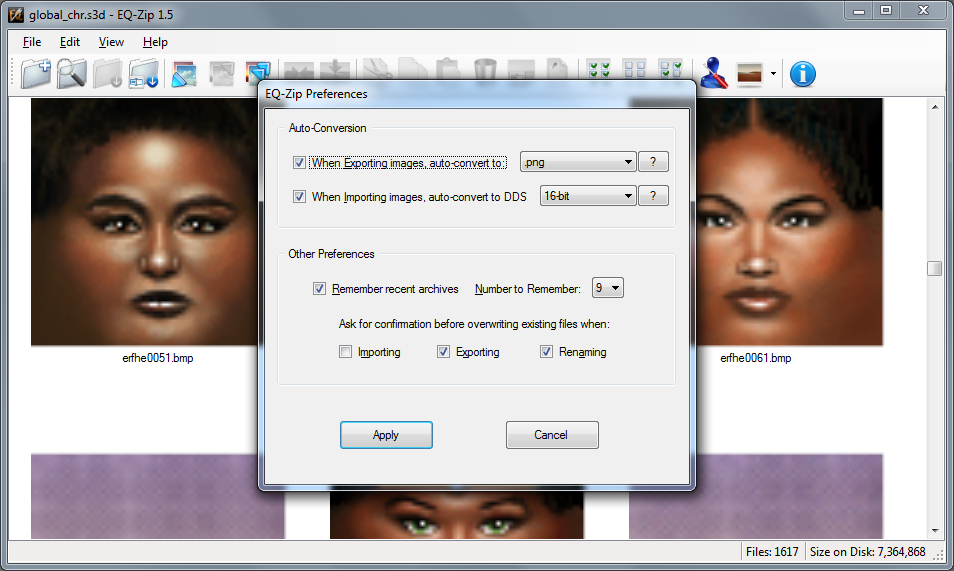 global_chr.s3d - EQ-Zip 1.5
File Edit View Help
EQ-Zip Preferences
Auto-Conversion
When Exporting images, auto-convert to: .png ?
When Importing images, auto-convert to DDS 16-bit ?
Other Preferences
Remember recent archives Number to Remember: 9
Ask for confirmation before overwriting existing files when:
Importing Exporting Renaming
Apply Cancel
erfhe0051.bmp erfhe0061.bmp
Files: 1617 Size on Disk: 7,364,868